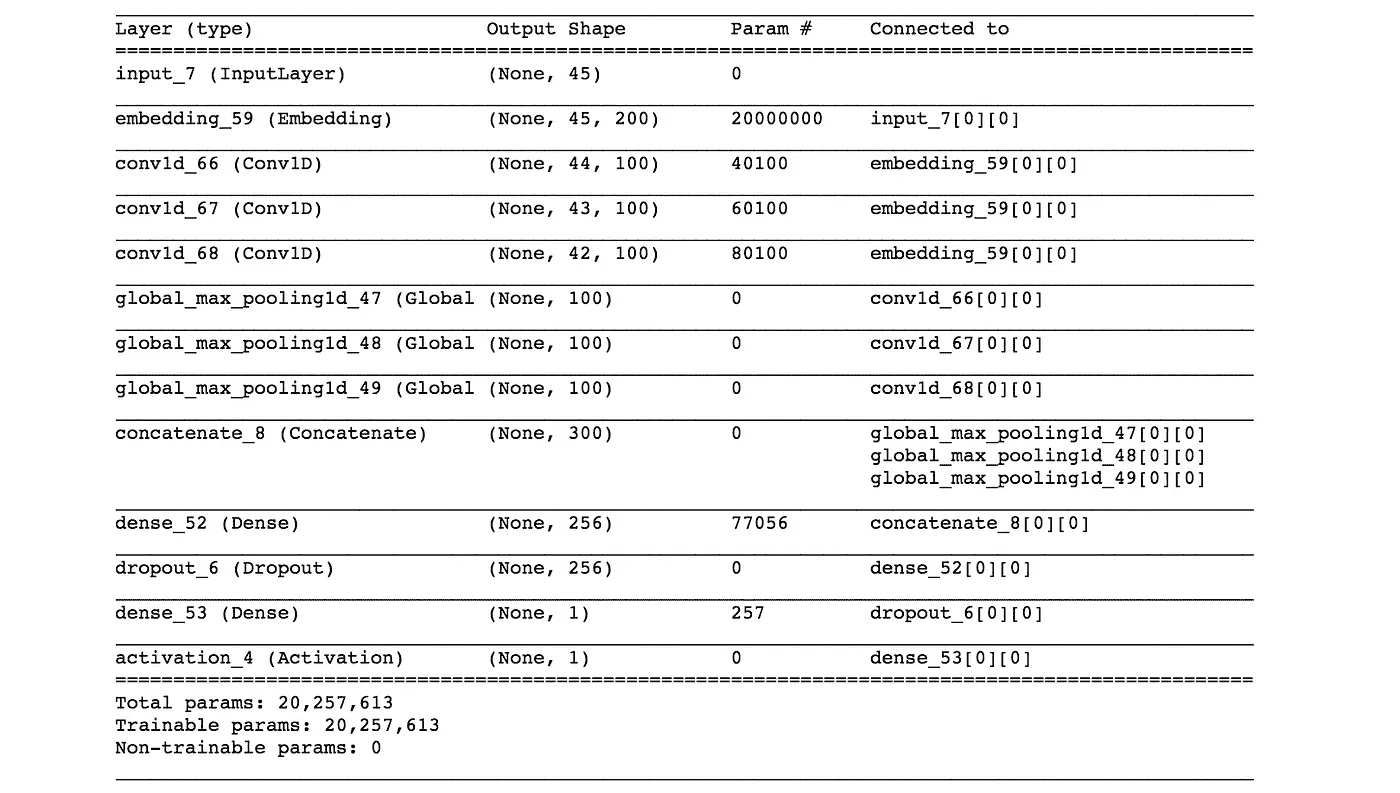 Layer (type) Output Shape Param # Connected to
==================================================================================================
input_7 (InputLayer) (None, 45) 0
embedding_59 (Embedding) (None, 45, 200) 20000000 input_7[0][0]
conv1d_66 (Conv1D) (None, 44, 100) 40100 embedding_59[0][0]
conv1d_67 (Conv1D) (None, 43, 100) 60100 embedding_59[0][0]
conv1d_68 (Conv1D) (None, 42, 100) 80100 embedding_59[0][0]
global_max_pooling1d_47 (Global (None, 100) 0 conv1d_66[0][0]
global_max_pooling1d_48 (Global (None, 100) 0 conv1d_67[0][0]
global_max_pooling1d_49 (Global (None, 100) 0 conv1d_68[0][0]
concatenate_8 (Concatenate) (None, 300) 0 global_max_pooling1d_47[0][0]
global_max_pooling1d_48[0][0]
global_max_pooling1d_49[0][0]
dense_52 (Dense) (None, 256) 77056 concatenate_8[0][0]
dropout_6 (Dropout) (None, 256) 0 dense_52[0][0]
dense_53 (Dense) (None, 1) 257 dropout_6[0][0]
activation_4 (Activation) (None, 1) 0 dense_53[0][0]
==================================================================================================
Total params: 20,257,613
Trainable params: 20,257,613
Non-trainable params: 0